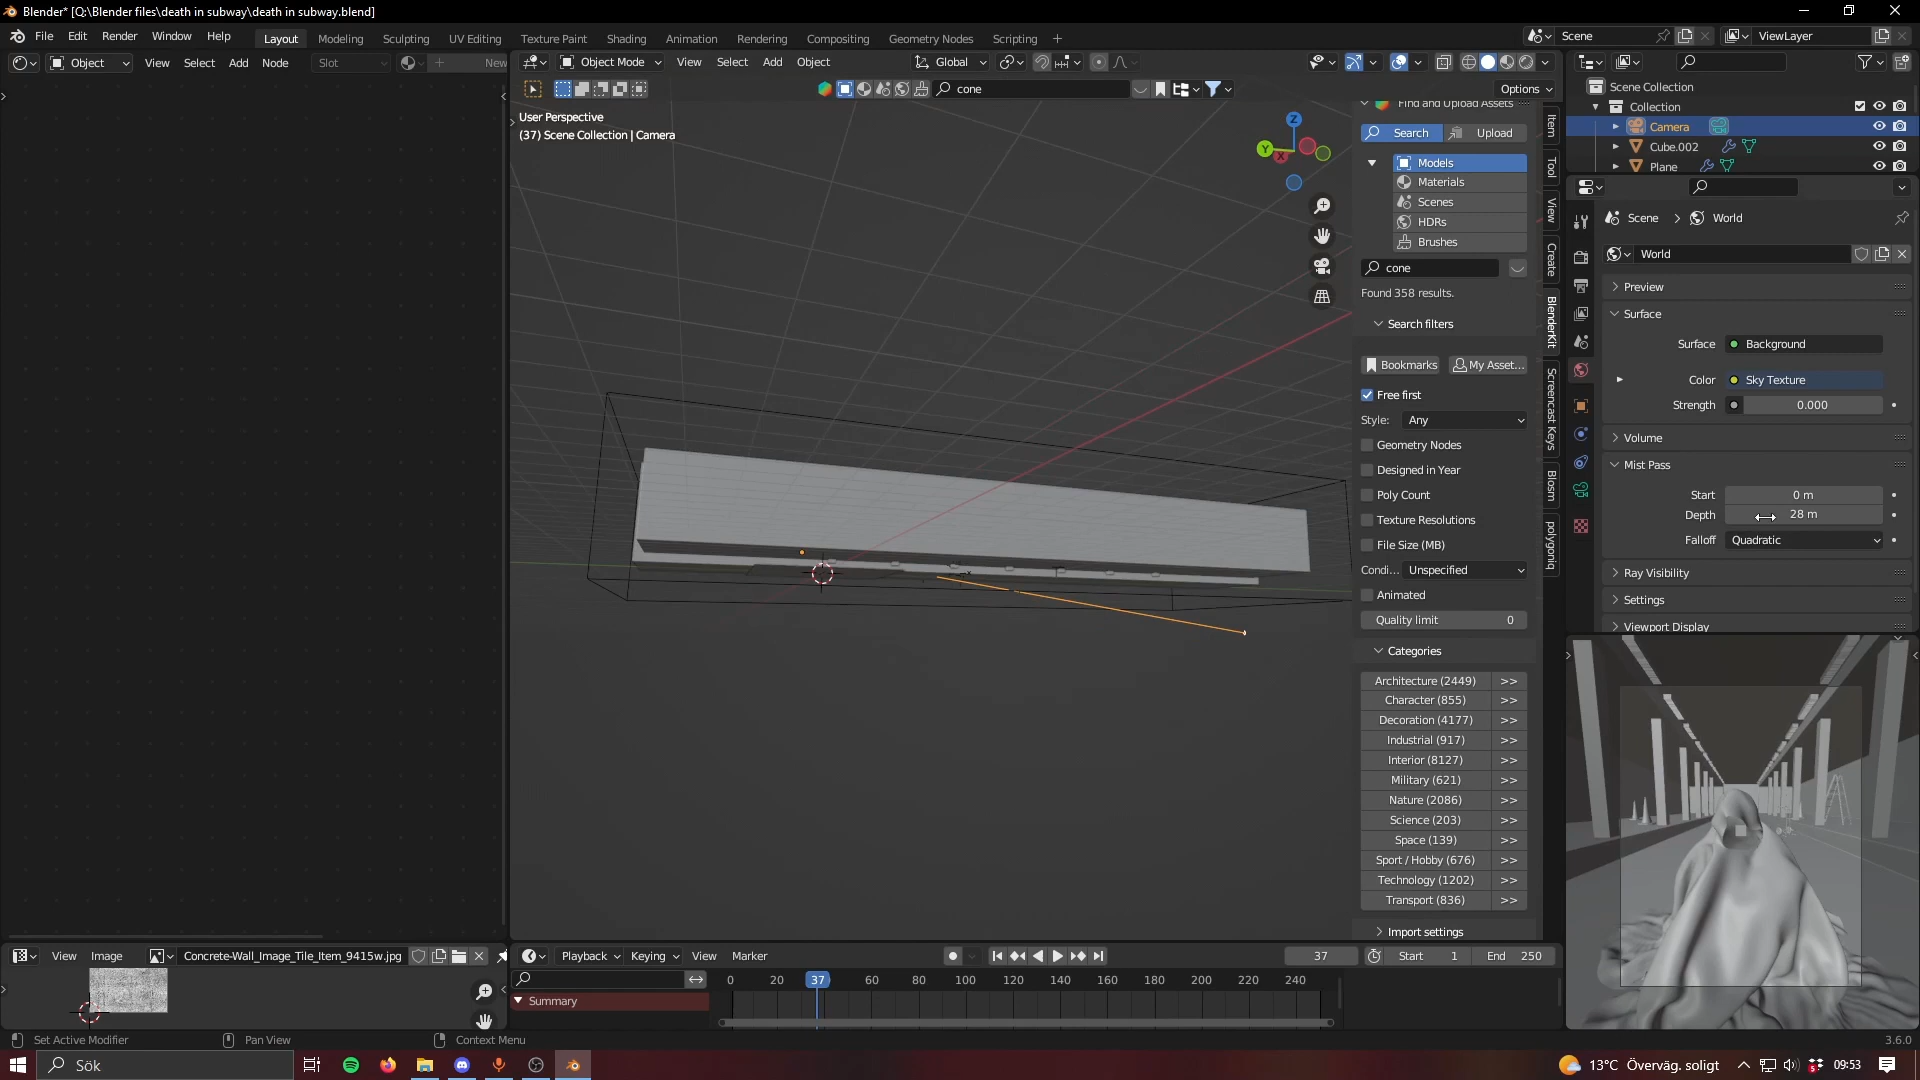 Blender* [Q:\Blender files\death in subway\death in subway.blend]
File Edit Render Window Help Layout Modeling Sculpting UV Editing Texture Paint Shading Animation Rendering Compositing Geometry Nodes Scripting + Scene ViewLayer
Object View Select Add Node Slot New Object Mode View Select Add Object Global
cone Options
User Perspective
(37) Scene Collection | Camera
Z
Y
X
Find and Upload Assets
Search Upload
Models
Materials
Scenes
HDRs
Brushes
cone
Found 358 results.
Search filters
Bookmarks My Asset...
Free first
Style: Any
Geometry Nodes
Designed in Year
Poly Count
Texture Resolutions
File Size (MB)
Condi... Unspecified
Animated
Quality limit 0
Categories
Architecture (2449) >>
Character (855) >>
Decoration (4177) >>
Industrial (917) >>
Interior (8127) >>
Military (621) >>
Nature (2086) >>
Science (203) >>
Space (139) >>
Sport / Hobby (676) >>
Technology (1202) >>
Transport (836) >>
Import settings
Item
Tool
View
Create
BlenderKit
Screencast Keys
Blosm
polygoniq
Scene Collection
Collection
Camera
Cube.002
Plane
Scene > World
World
Preview
Surface
Surface Background
Color Sky Texture
Strength 0.000
Volume
Mist Pass
Start 0 m
Depth 28 m
Falloff Quadratic
Ray Visibility
Settings
Viewport Display
View Image Concrete-Wall_Image_Tile_Item_9415w.jpg
Playback Keying View Marker 37 Start 1 End 250
0 20 37 60 80 100 120 140 160 180 200 220 240
Summary
Set Active Modifier Pan View Context Menu 3.6.0
Sök 13°C Överväg. soligt 09:53